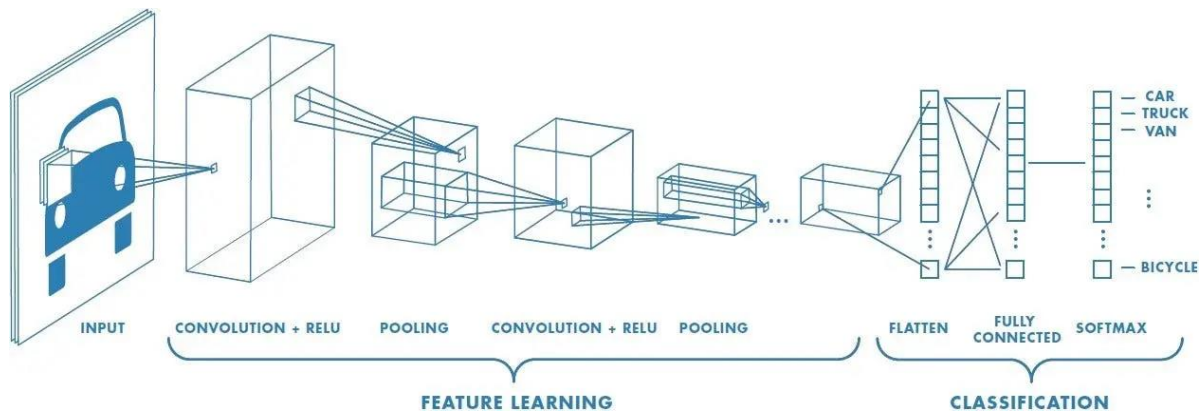 CAR
TRUCK
VAN
BICYCLE
INPUT
CONVOLUTION + RELU
POOLING
CONVOLUTION + RELU
POOLING
FLATTEN
FULLY
CONNECTED
SOFTMAX
FEATURE LEARNING
CLASSIFICATION